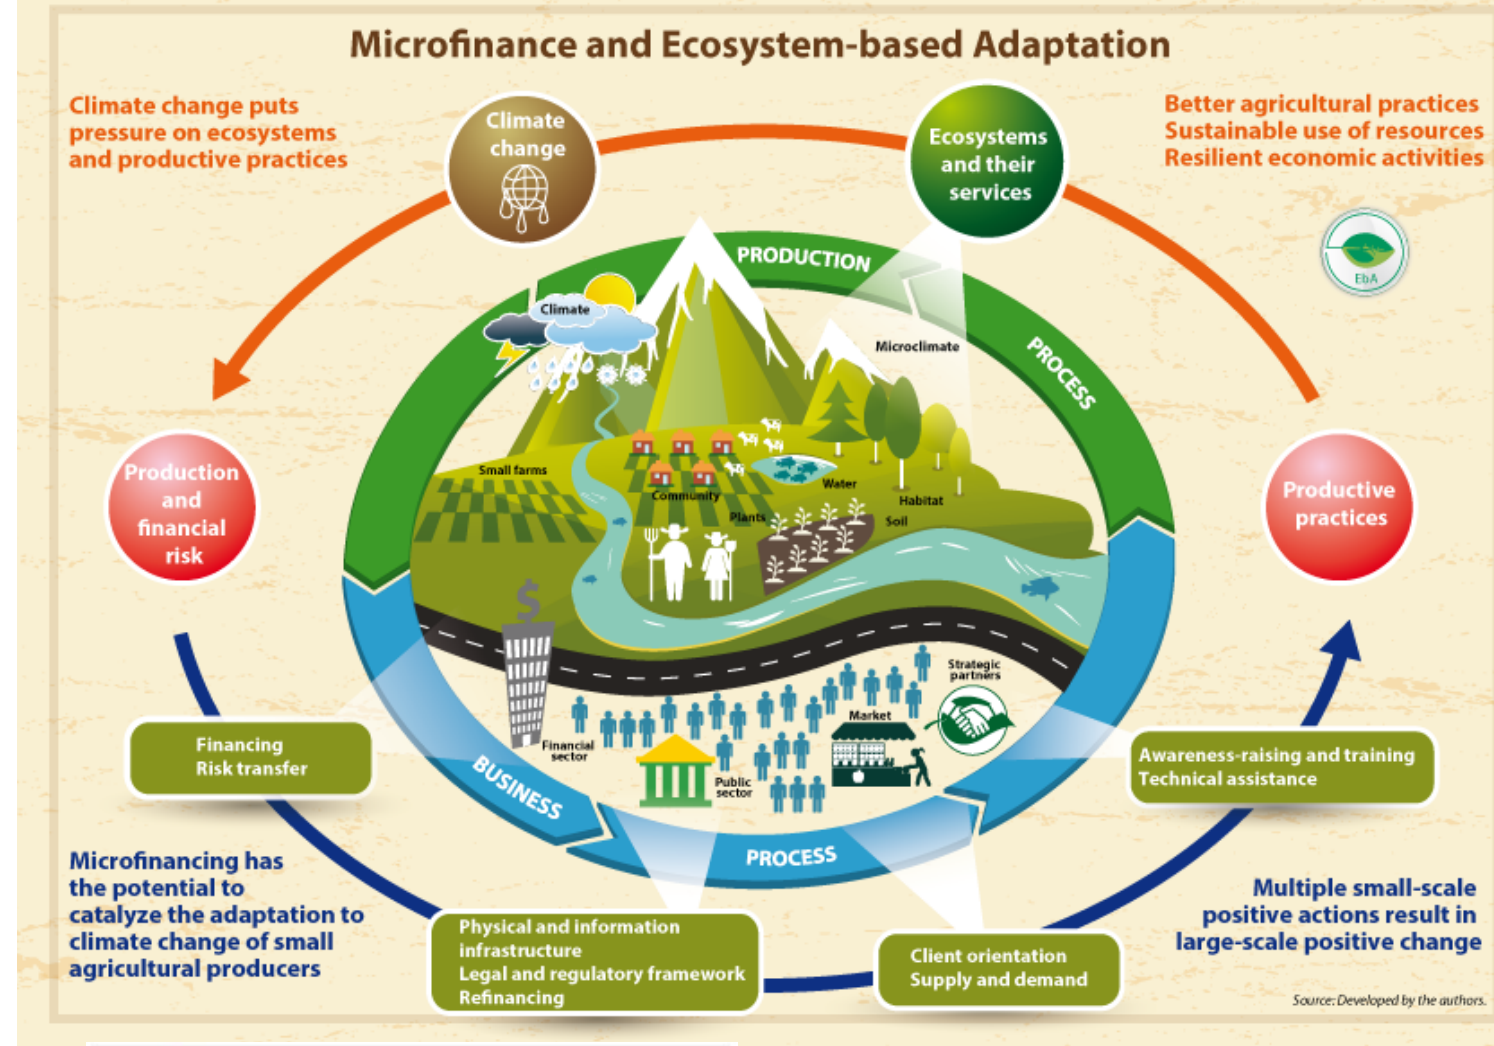 Microfinance and Ecosystem-based Adaptation
Climate change puts
pressure on ecosystems
and productive practices
Climate
change
Ecosystems
and their
services
Better agricultural practices
Sustainable use of resources
Resilient economic activities
EbA
PRODUCTION
PROCESS
Climate
Microclimate
Small farms
Community
Water
Habitat
Plants
Soil
Production
and
financial
risk
Productive
practices
$
Strategic
partners
Market
Financial
sector
Public
sector
BUSINESS
PROCESS
Financing
Risk transfer
Awareness-raising and training
Technical assistance
Microfinancing has
the potential to
catalyze the adaptation to
climate change of small
agricultural producers
Physical and information
infrastructure
Legal and regulatory framework
Refinancing
Client orientation
Supply and demand
Multiple small-scale
positive actions result in
large-scale positive change
Source: Developed by the authors.